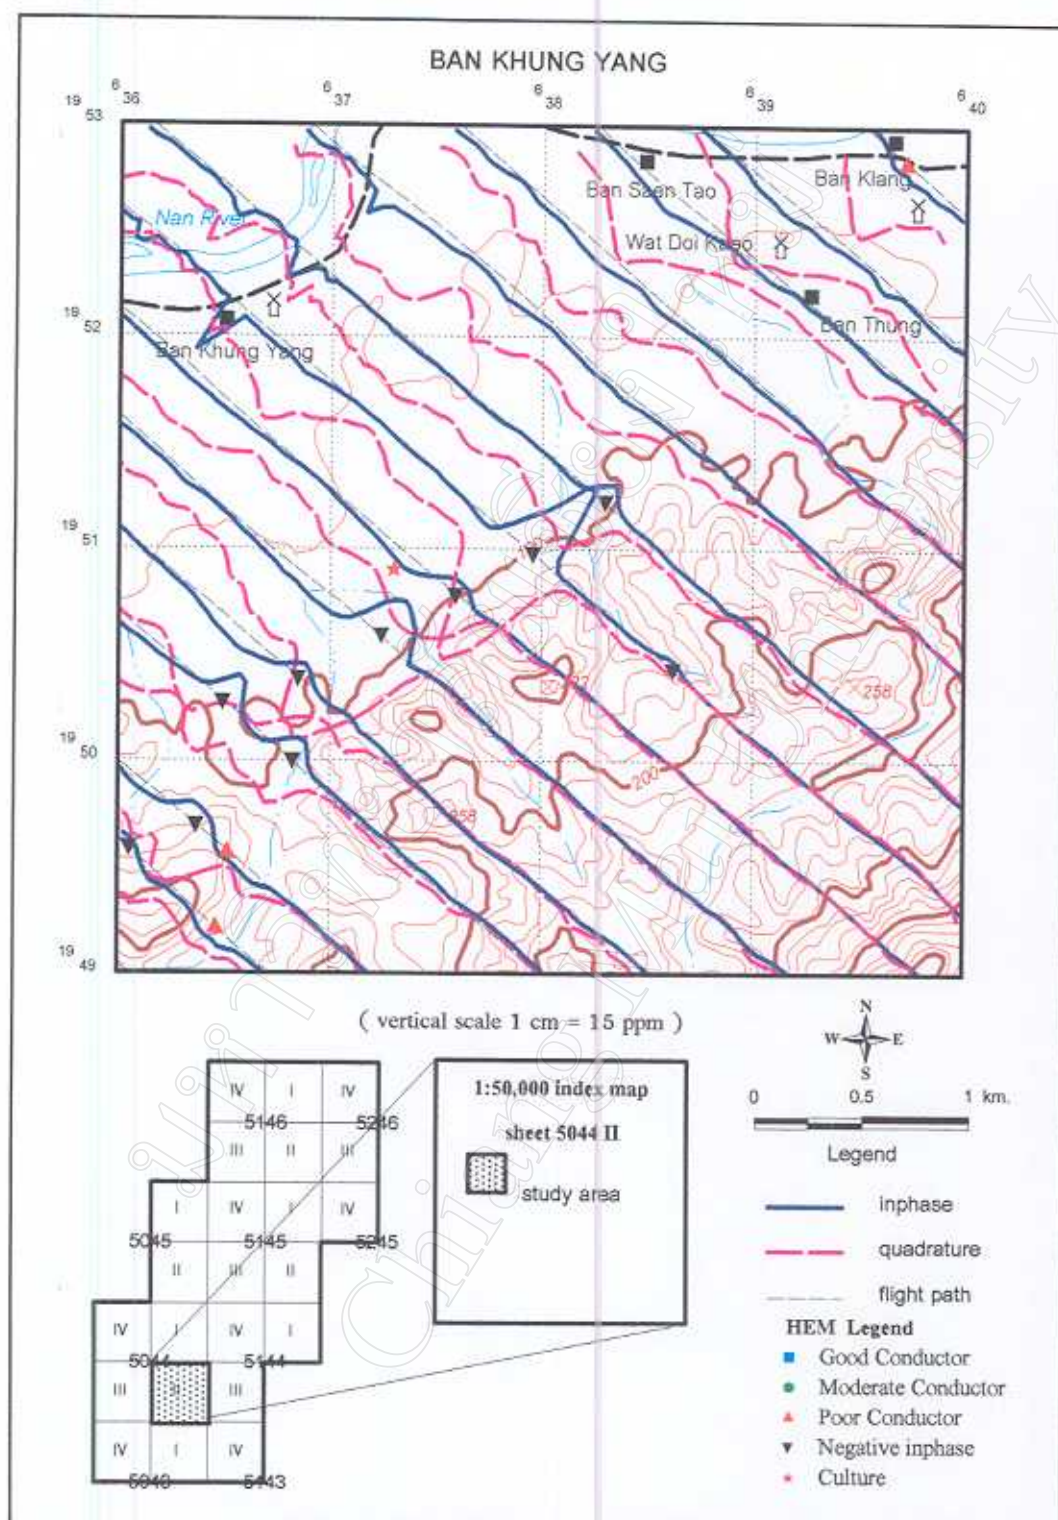 BAN KHUNG YANG
6 36
6 37
6 38
6 39
6 40
19 53
Ban Klang
Ban Saen Tao
Nan River
Wat Doi Kaeo
19 52
Ban Thung
Ban Khung Yang
19 51
258
19 50
200
258
19 49
( vertical scale 1 cm = 15 ppm )
N
W E
S
0 0.5 1 km.
Legend
inphase
quadrature
flight path
HEM Legend
Good Conductor
Moderate Conductor
Poor Conductor
Negative inphase
Culture
1:50,000 index map
sheet 5044 II
study area
IV I IV
5146 5246
III II III
I IV I IV
5045 5145 5245
II III II
IV I IV I
5044 5144
III II III
IV I IV
5043 5143
Chiang Mai University